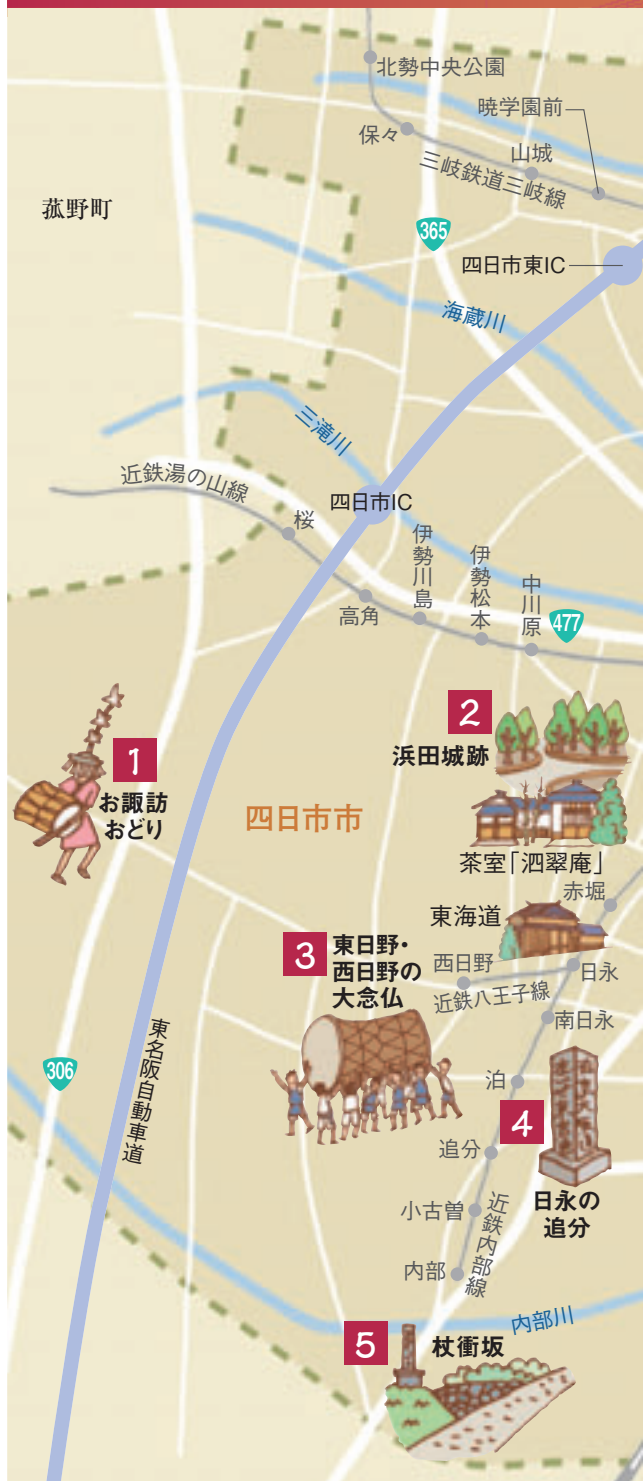 北勢中央公園
暁学園前
保々
山城
三岐鉄道三岐線
菰野町
365
四日市東IC
海蔵川
三滝川
近鉄湯の山線
四日市IC
桜
伊勢川島
伊勢松本
中川原
高角
477
2
浜田城跡
1
お諏訪
おどり
四日市市
茶室「泗翠庵」
赤堀
東海道
3
東日野・
西日野の
大念仏
西日野
日永
近鉄八王子線
南日永
東名阪自動車道
306
泊
4
追分
日永の
追分
小古曽
近鉄内部線
内部
内部川
5
杖衝坂